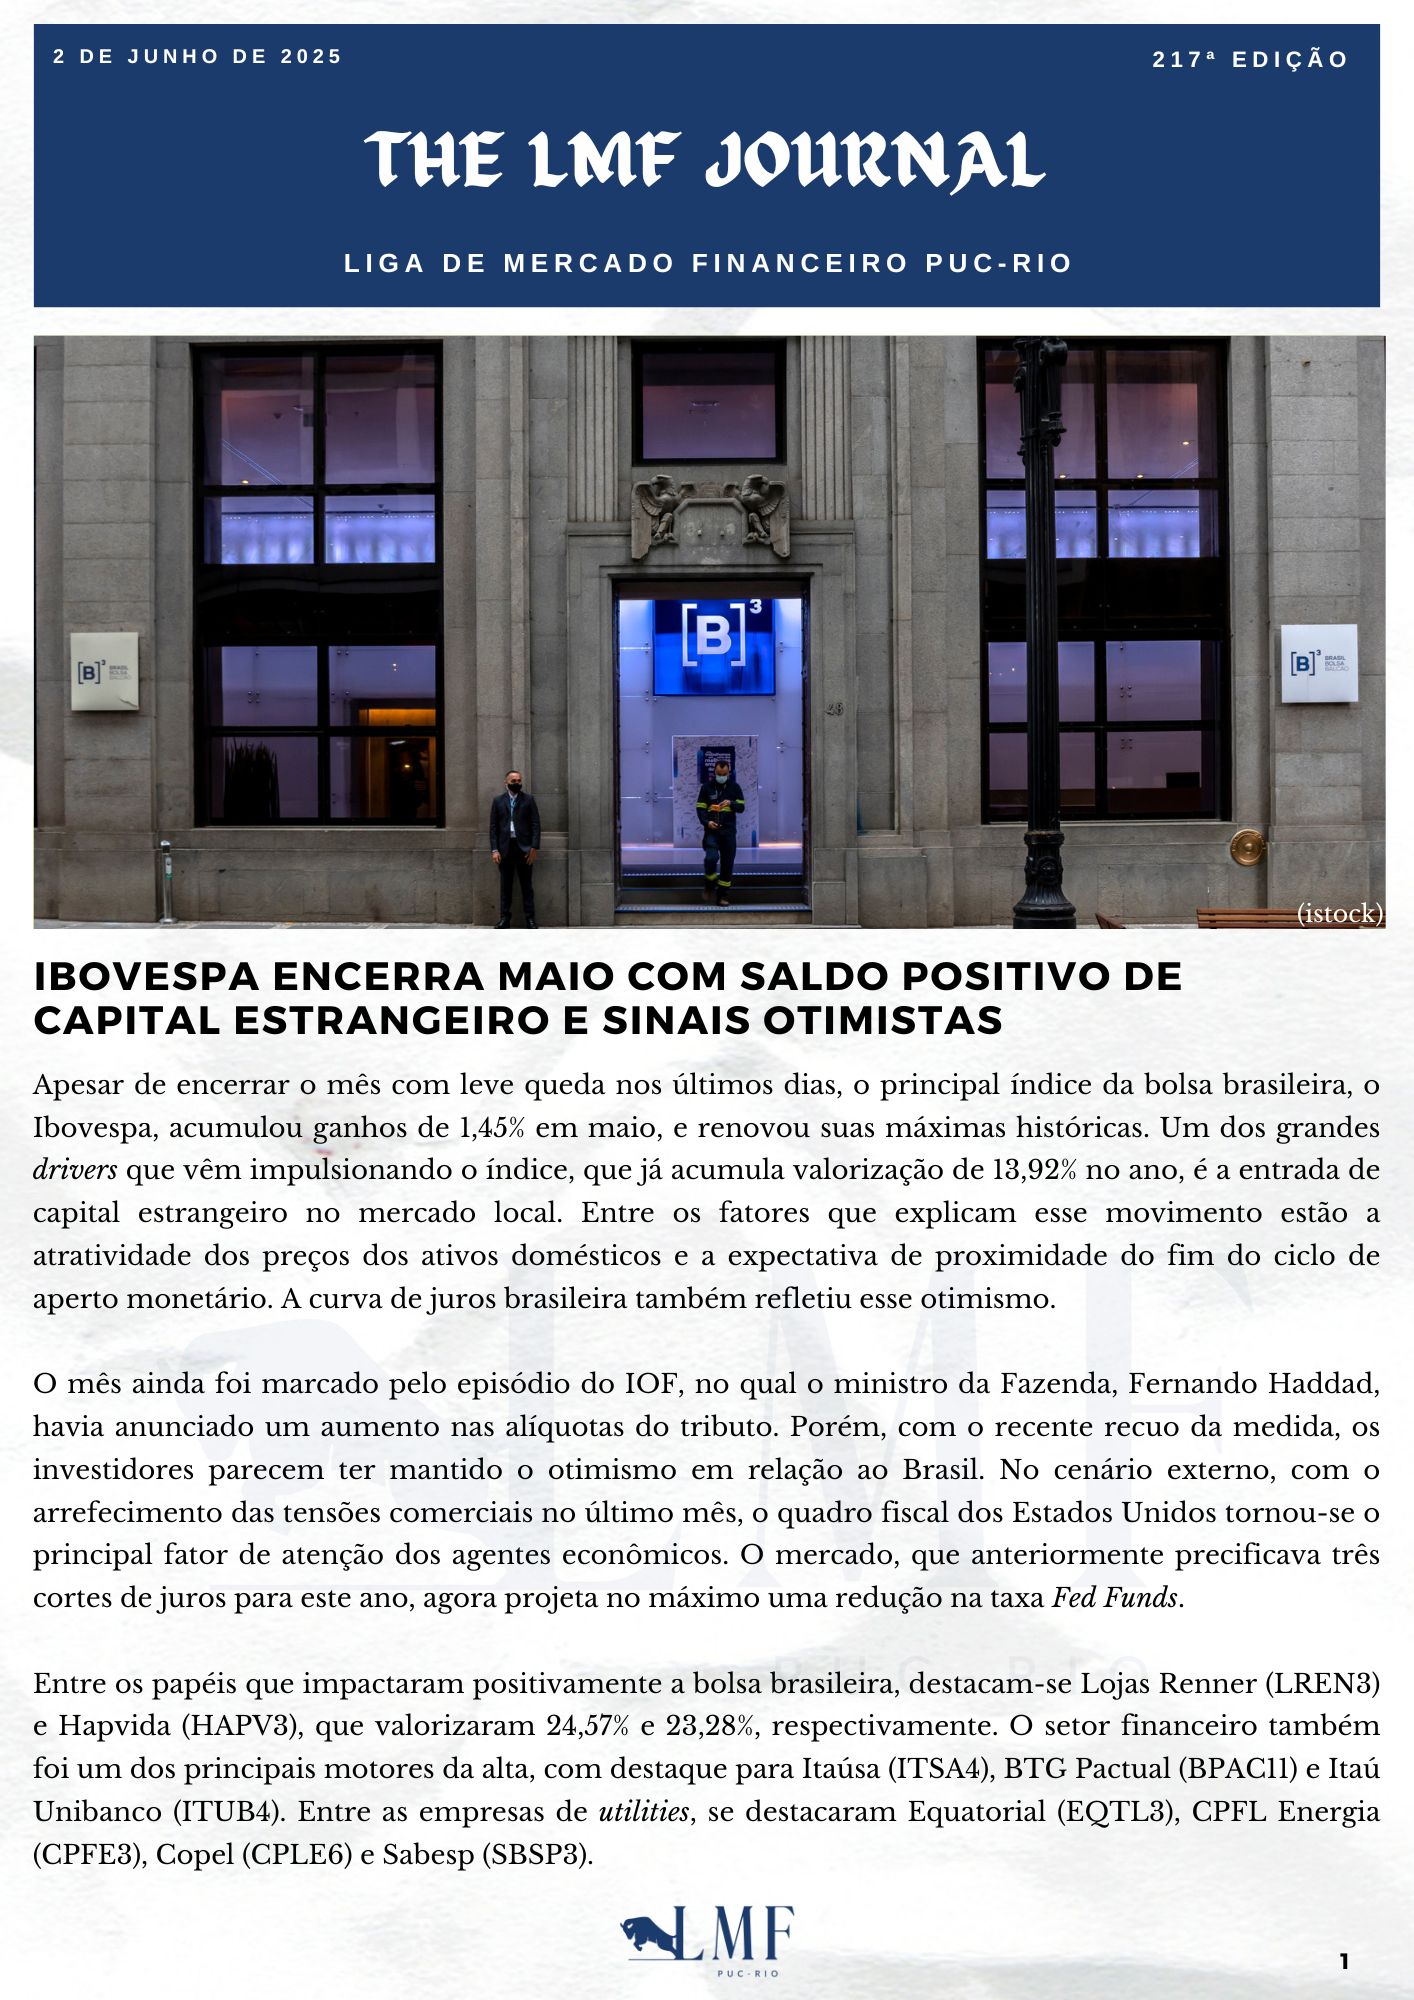 2 DE JUNHO DE 2025
217ª EDIÇÃO
THE LMF JOURNAL
LIGA DE MERCADO FINANCEIRO PUC-RIO
[B]³
[B]³ BRASIL
BOLSA
BALCÃO
48
[B]³ BRASIL
BOLSA
BALCÃO
(istock)
IBOVESPA ENCERRA MAIO COM SALDO POSITIVO DE
CAPITAL ESTRANGEIRO E SINAIS OTIMISTAS
Apesar de encerrar o mês com leve queda nos últimos dias, o principal índice da bolsa brasileira, o
Ibovespa, acumulou ganhos de 1,45% em maio, e renovou suas máximas históricas. Um dos grandes
drivers que vêm impulsionando o índice, que já acumula valorização de 13,92% no ano, é a entrada de
capital estrangeiro no mercado local. Entre os fatores que explicam esse movimento estão a
atratividade dos preços dos ativos domésticos e a expectativa de proximidade do fim do ciclo de
aperto monetário. A curva de juros brasileira também refletiu esse otimismo.
O mês ainda foi marcado pelo episódio do IOF, no qual o ministro da Fazenda, Fernando Haddad,
havia anunciado um aumento nas alíquotas do tributo. Porém, com o recente recuo da medida, os
investidores parecem ter mantido o otimismo em relação ao Brasil. No cenário externo, com o
arrefecimento das tensões comerciais no último mês, o quadro fiscal dos Estados Unidos tornou-se o
principal fator de atenção dos agentes econômicos. O mercado, que anteriormente precificava três
cortes de juros para este ano, agora projeta no máximo uma redução na taxa Fed Funds.
Entre os papéis que impactaram positivamente a bolsa brasileira, destacam-se Lojas Renner (LREN3)
e Hapvida (HAPV3), que valorizaram 24,57% e 23,28%, respectivamente. O setor financeiro também
foi um dos principais motores da alta, com destaque para Itaúsa (ITSA4), BTG Pactual (BPAC11) e Itaú
Unibanco (ITUB4). Entre as empresas de utilities, se destacaram Equatorial (EQTL3), CPFL Energia
(CPFE3), Copel (CPLE6) e Sabesp (SBSP3).
LMF
PUC-RIO
1